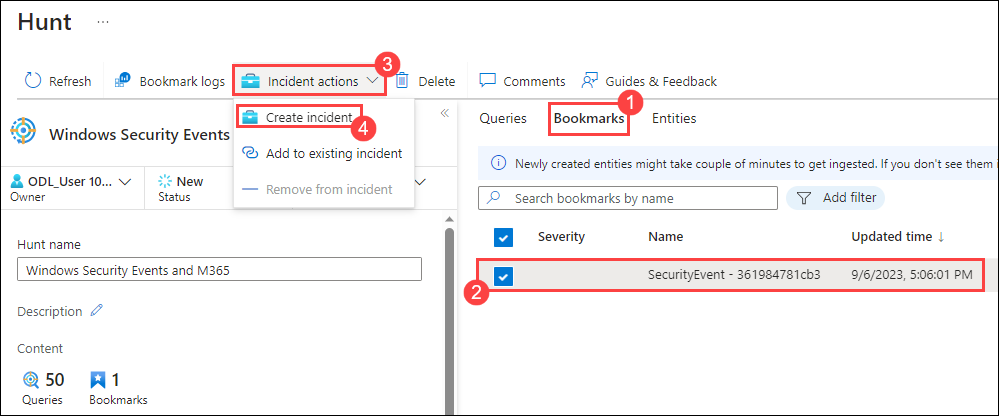 Hunt ...
Refresh Bookmark logs Incident actions Delete Comments Guides & Feedback
3
Create incident
4
Add to existing incident
Remove from incident
Windows Security Events
«
ODL_User 10...
Owner
New
Status
Hunt name
Windows Security Events and M365
Description
Content
50
Queries
1
Bookmarks
1
Queries Bookmarks Entities
Newly created entities might take couple of minutes to get ingested. If you don't see them i
Search bookmarks by name Add filter
Severity Name Updated time ↓
SecurityEvent - 361984781cb3 9/6/2023, 5:06:01 PM
2